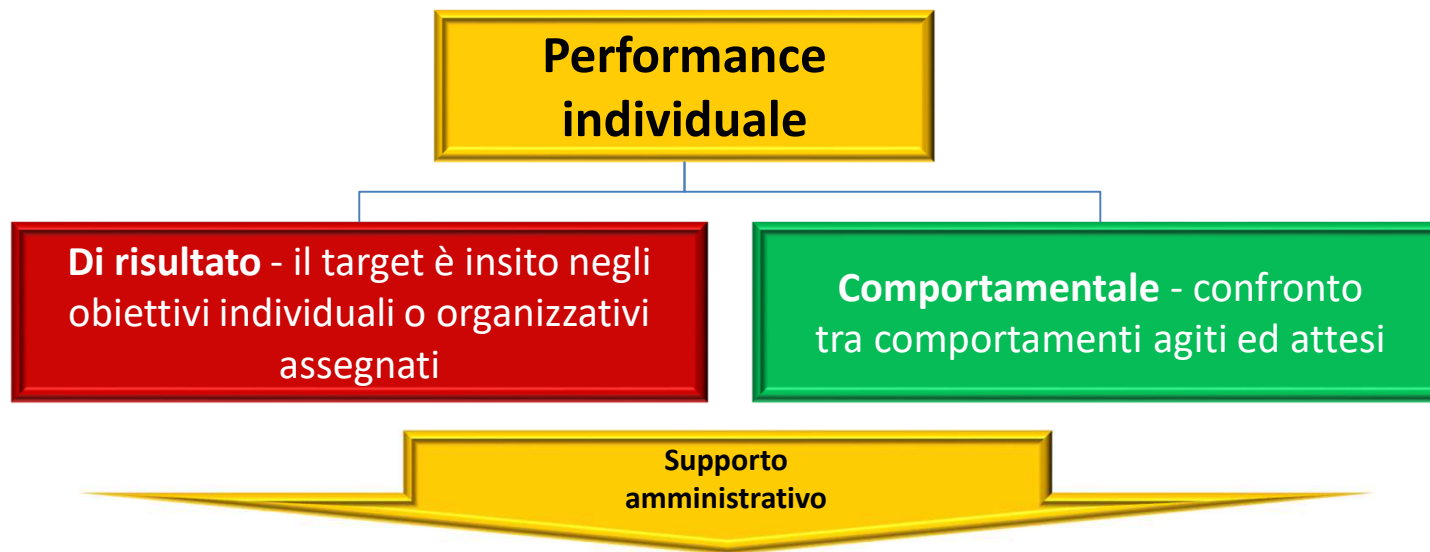 Performance
individuale
Di risultato - il target è insito negli
obiettivi individuali o organizzativi
assegnati
Comportamentale - confronto
tra comportamenti agiti ed attesi
Supporto
amministrativo